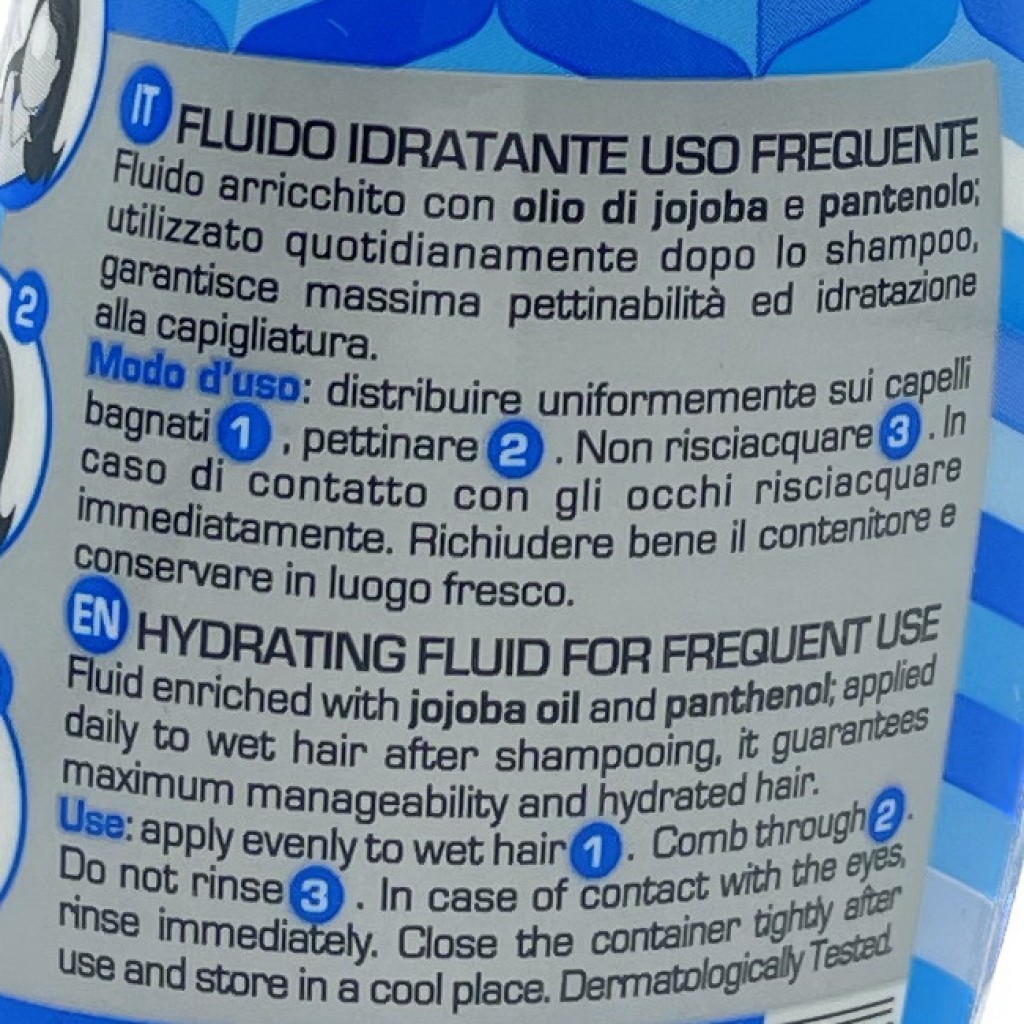 IT FLUIDO IDRATANTE USO FREQUENTE
Fluido arricchito con olio di jojoba e pantenolo;
utilizzato quotidianamente dopo lo shampoo,
garantisce massima pettinabilità ed idratazione
alla capigliatura.
Modo d'uso: distribuire uniformemente sui capelli
bagnati 1 , pettinare 2 . Non risciacquare 3 . In
caso di contatto con gli occhi risciacquare
immediatamente. Richiudere bene il contenitore e
conservare in luogo fresco.
EN HYDRATING FLUID FOR FREQUENT USE
Fluid enriched with jojoba oil and panthenol; applied
daily to wet hair after shampooing, it guarantees
maximum manageability and hydrated hair.
Use: apply evenly to wet hair 1 . Comb through 2 .
Do not rinse 3 . In case of contact with the eyes,
rinse immediately. Close the container tightly after
use and store in a cool place. Dermatologically Tested.
2